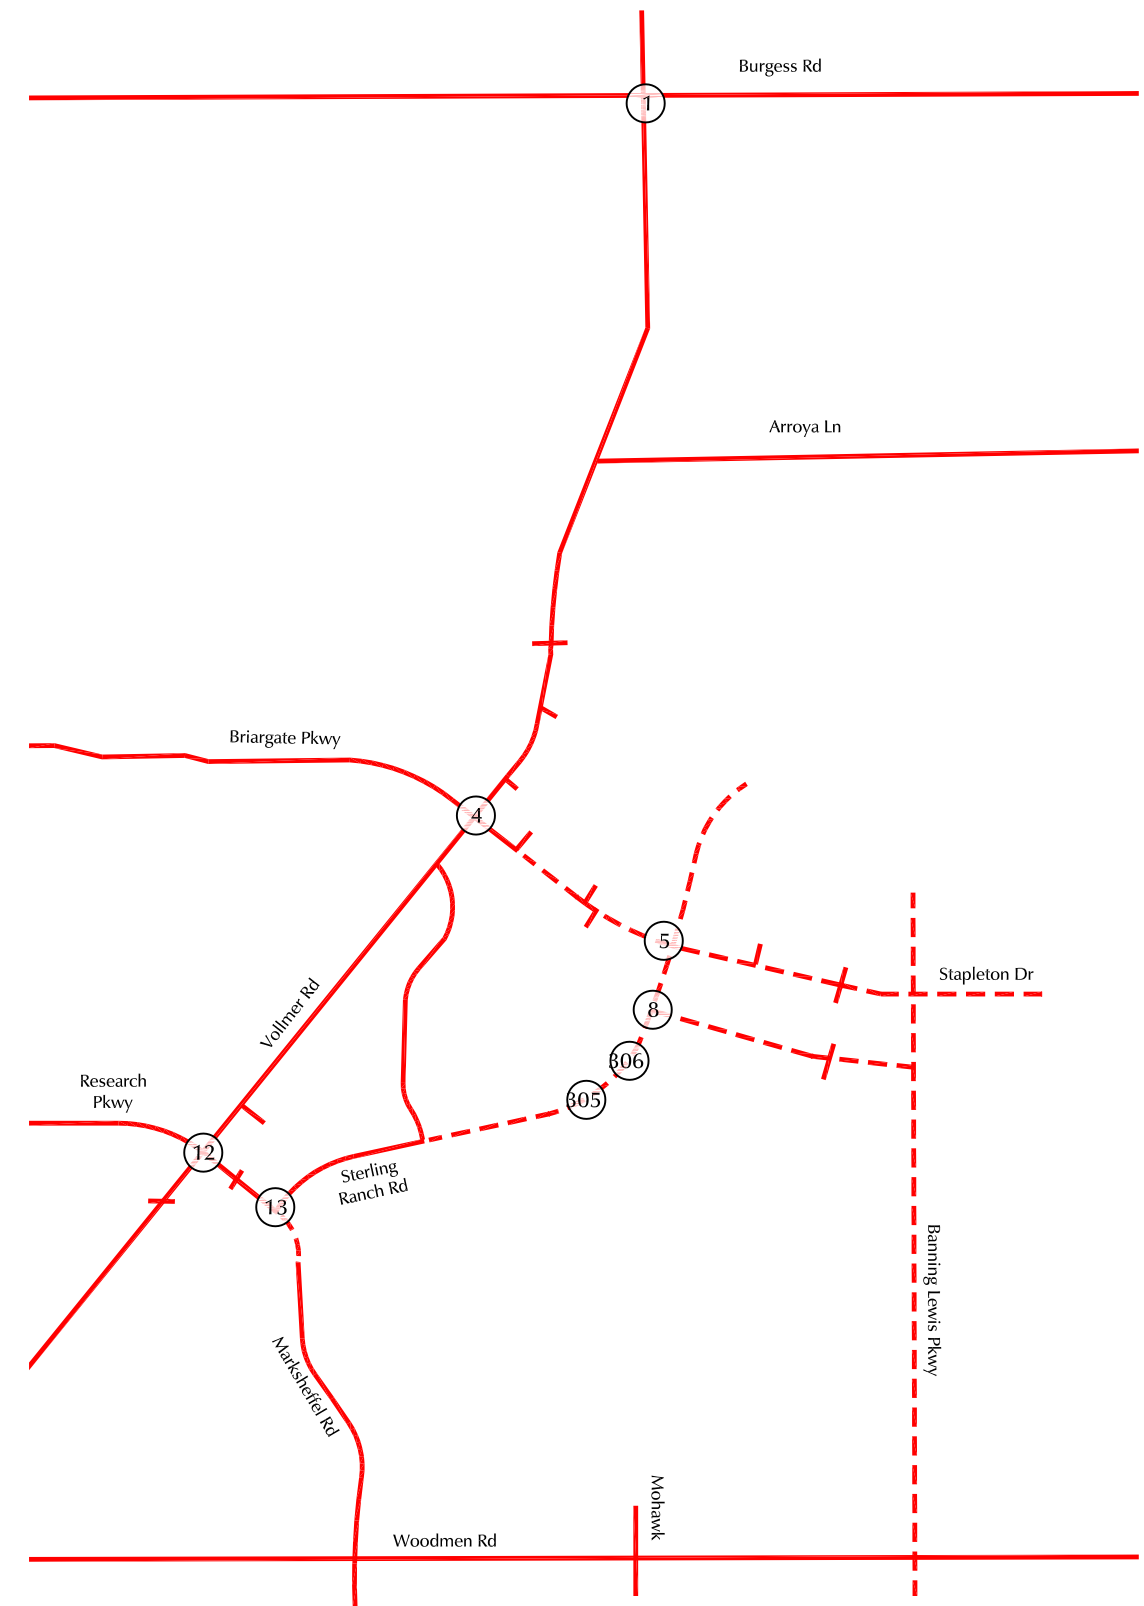 Burgess Rd
1
Arroya Ln
Briargate Pkwy
4
5
Stapleton Dr
Vollmer Rd
8
306
Research
Pkwy
305
12
Sterling
Ranch Rd
13
Banning Lewis Pkwy
Marksheffel Rd
Mohawk
Woodmen Rd